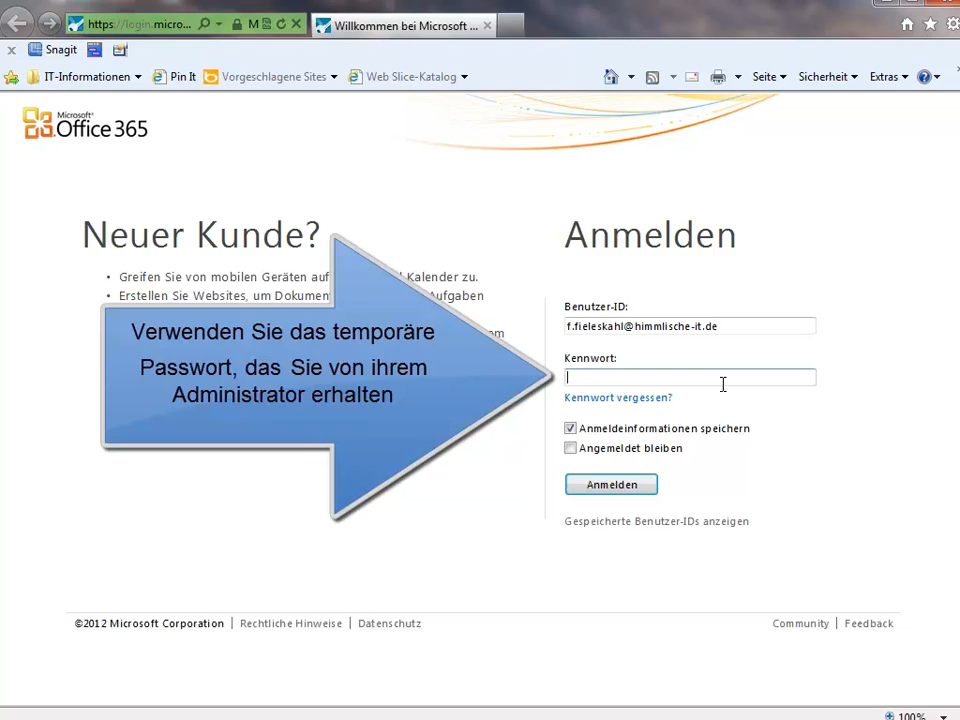 https://login.micro...
Willkommen bei Microsoft ...
Snagit
IT-Informationen
Pin It
Vorgeschlagene Sites
Web Slice-Katalog
Seite
Sicherheit
Extras
Microsoft®
Office 365
Neuer Kunde?
• Greifen Sie von mobilen Geräten auf Kalender zu.
• Erstellen Sie Websites, um Aufgaben
Verwenden Sie das temporäre
Passwort, das Sie von ihrem
Administrator erhalten
Anmelden
Benutzer-ID:
f.fieleskahl@himmlische-it.de
Kennwort:
Kennwort vergessen?
Anmeldeinformationen speichern
Angemeldet bleiben
Anmelden
Gespeicherte Benutzer-IDs anzeigen
©2012 Microsoft Corporation | Rechtliche Hinweise | Datenschutz
Community | Feedback
100%